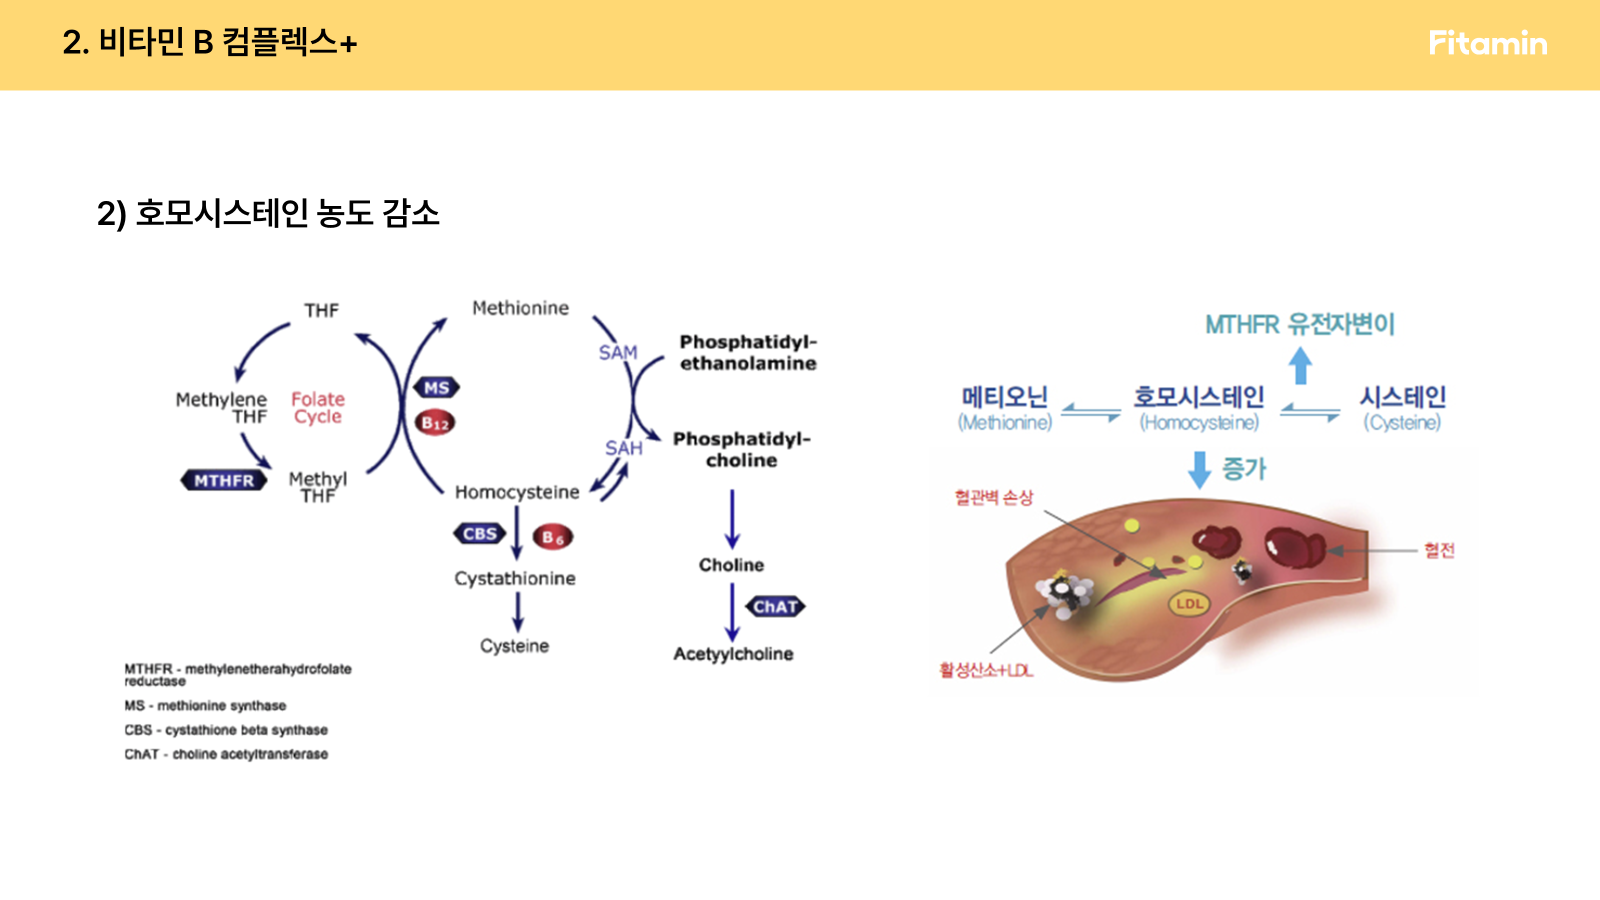 2. 비타민 B 컴플렉스+
Fitamin
2) 호모시스테인 농도 감소
THF
Methylene
THF
Folate
Cycle
MTHFR
Methyl
THF
MS
B12
Methionine
SAM
SAH
Homocysteine
CBS
B6
Cystathionine
Cysteine
Phosphatidyl-
ethanolamine
Phosphatidyl-
choline
Choline
ChAT
Acetyylcholine
MTHFR - methylenetherahydrofolate
reductase
MS - methionine synthase
CBS - cystathione beta synthase
ChAT - choline acetyltransferase
MTHFR 유전자변이
메티오닌
(Methionine)
호모시스테인
(Homocysteine)
시스테인
(Cysteine)
증가
혈관벽 손상
혈전
LDL
활성산소+LDL